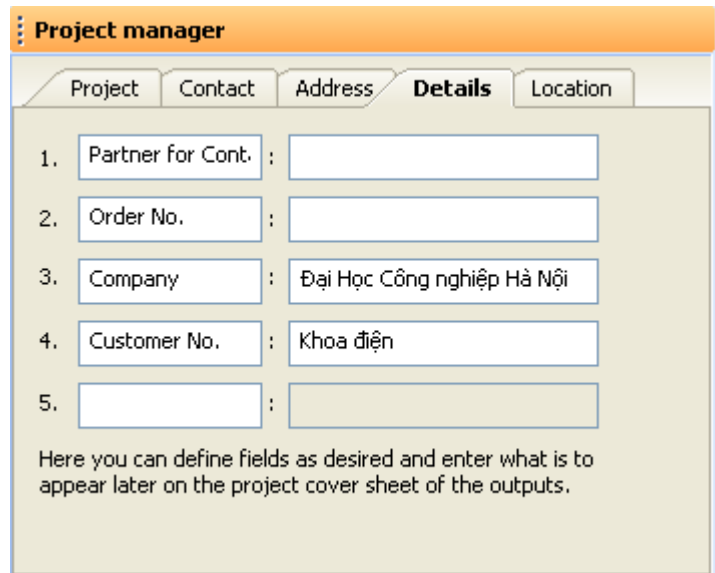 Project manager
Project Contact Address Details Location
1. Partner for Cont. :
2. Order No. :
3. Company : Đại Học Công nghiệp Hà Nội
4. Customer No. : Khoa điện
5. :
Here you can define fields as desired and enter what is to
appear later on the project cover sheet of the outputs.